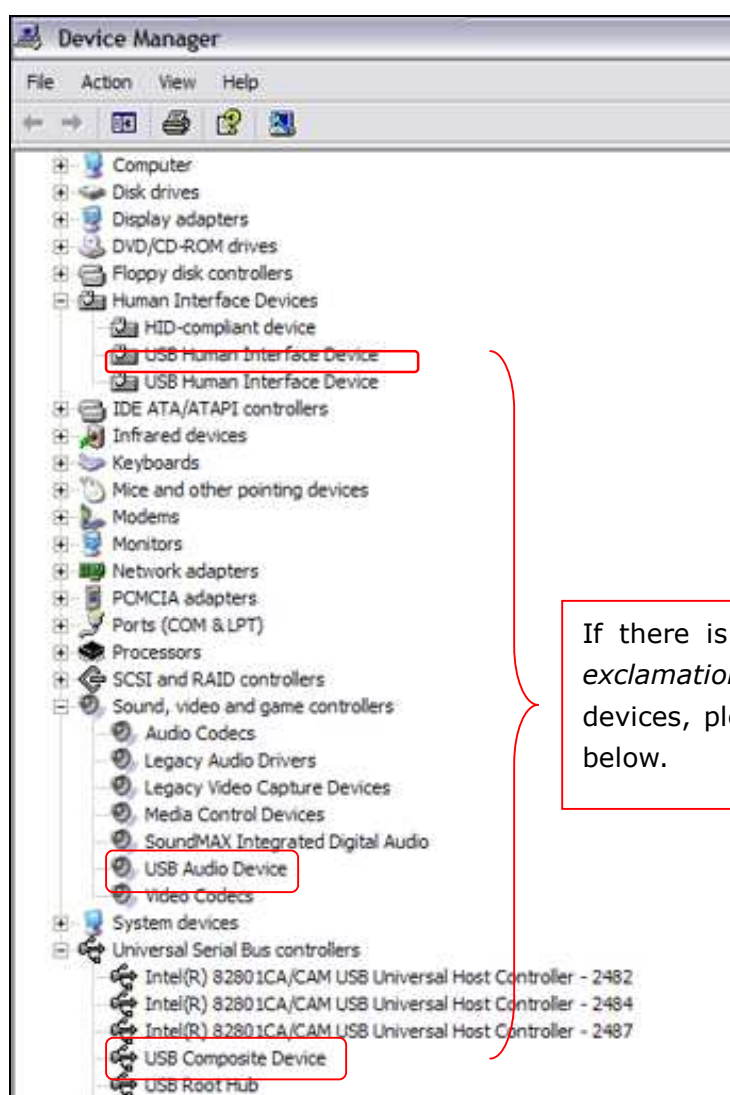 Device Manager
File Action View Help
Computer
Disk drives
Display adapters
DVD/CD-ROM drives
Floppy disk controllers
Human Interface Devices
HID-compliant device
USB Human Interface Device
USB Human Interface Device
IDE ATA/ATAPI controllers
Infrared devices
Keyboards
Mice and other pointing devices
Modems
Monitors
Network adapters
PCMCIA adapters
Ports (COM & LPT)
Processors
SCSI and RAID controllers
Sound, video and game controllers
Audio Codecs
Legacy Audio Drivers
Legacy Video Capture Devices
Media Control Devices
SoundMAX Integrated Digital Audio
USB Audio Device
Video Codecs
System devices
Universal Serial Bus controllers
Intel(R) 82801CA/CAM USB Universal Host Controller - 2482
Intel(R) 82801CA/CAM USB Universal Host Controller - 2484
Intel(R) 82801CA/CAM USB Universal Host Controller - 2487
USB Composite Device
USB Root Hub
If there is
exclamation
devices,
below.